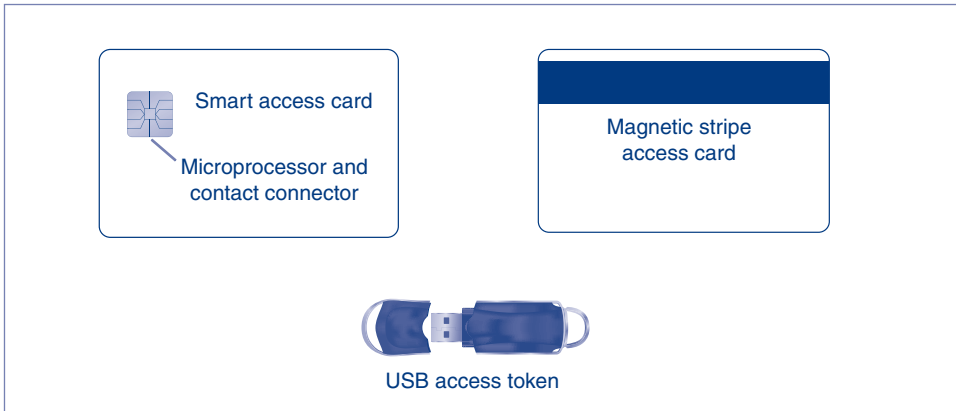 Smart access card
Microprocessor and
contact connector
Magnetic stripe
access card
USB access token